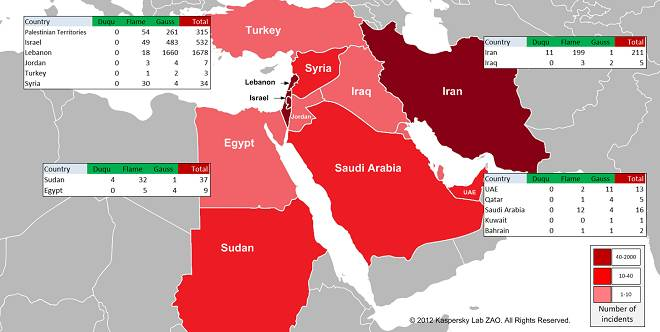 Country Duqu Flame Gauss Total
Palestinian Territories 0 54 261 315
Israel 0 49 483 532
Lebanon 0 18 1660 1678
Jordan 0 3 4 7
Turkey 0 1 2 3
Syria 0 30 4 34
Turkey
Country Duqu Flame Gauss Total
Iran 11 199 1 211
Iraq 0 3 2 5
Syria
Lebanon
Israel
Iraq
Iran
Jordan
Egypt
Saudi Arabia
Country Duqu Flame Gauss Total
Sudan 4 32 1 37
Egypt 0 5 4 9
UAE
Country Duqu Flame Gauss Total
UAE 0 2 11 13
Qatar 0 1 4 5
Saudi Arabia 0 12 4 16
Kuwait 0 0 1 1
Bahrain 0 1 1 2
Sudan
40-2000
10-40
1-10
Number of
incidents
© 2012 Kaspersky Lab ZAO. All Rights Reserved.